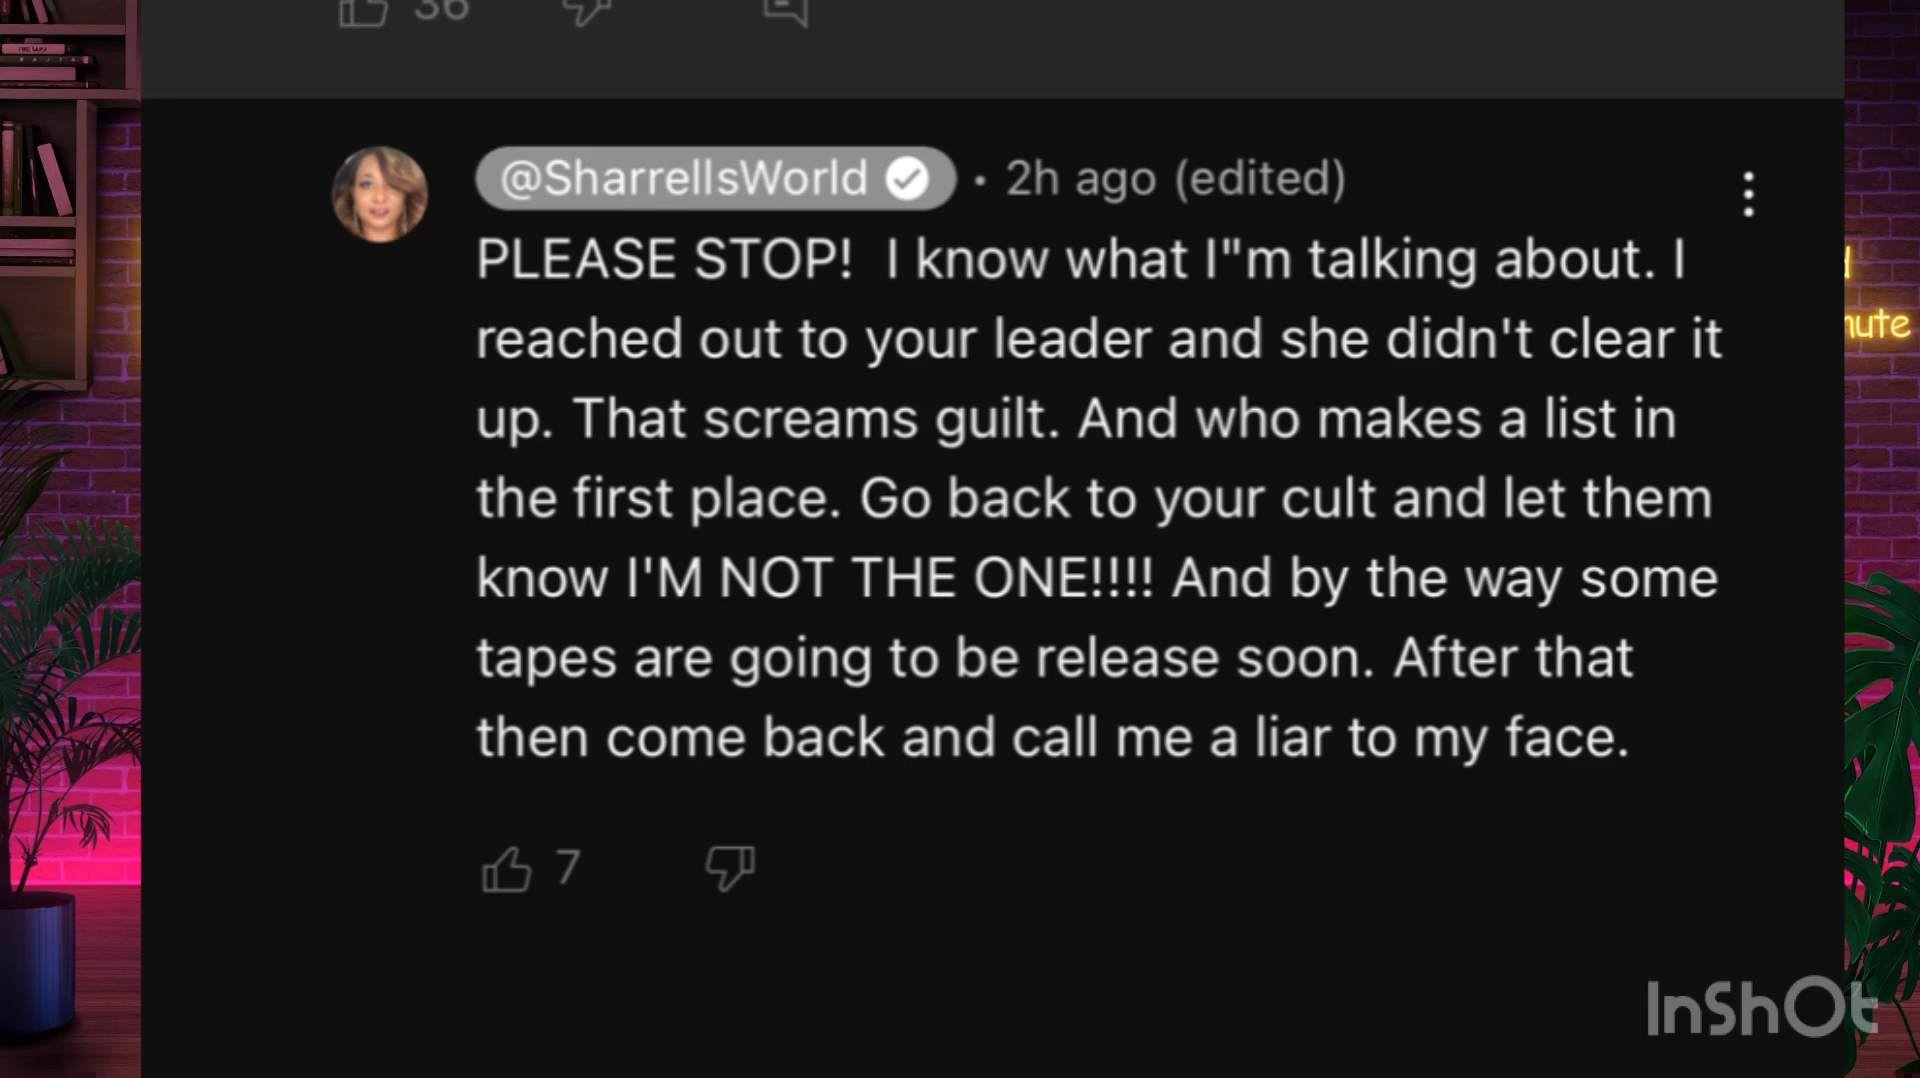 36
@SharrellsWorld • 2h ago (edited)
PLEASE STOP!  I know what I"m talking about. I
reached out to your leader and she didn't clear it
up. That screams guilt. And who makes a list in
the first place. Go back to your cult and let them
know I'M NOT THE ONE!!!! And by the way some
tapes are going to be release soon. After that
then come back and call me a liar to my face.
7
InShOt